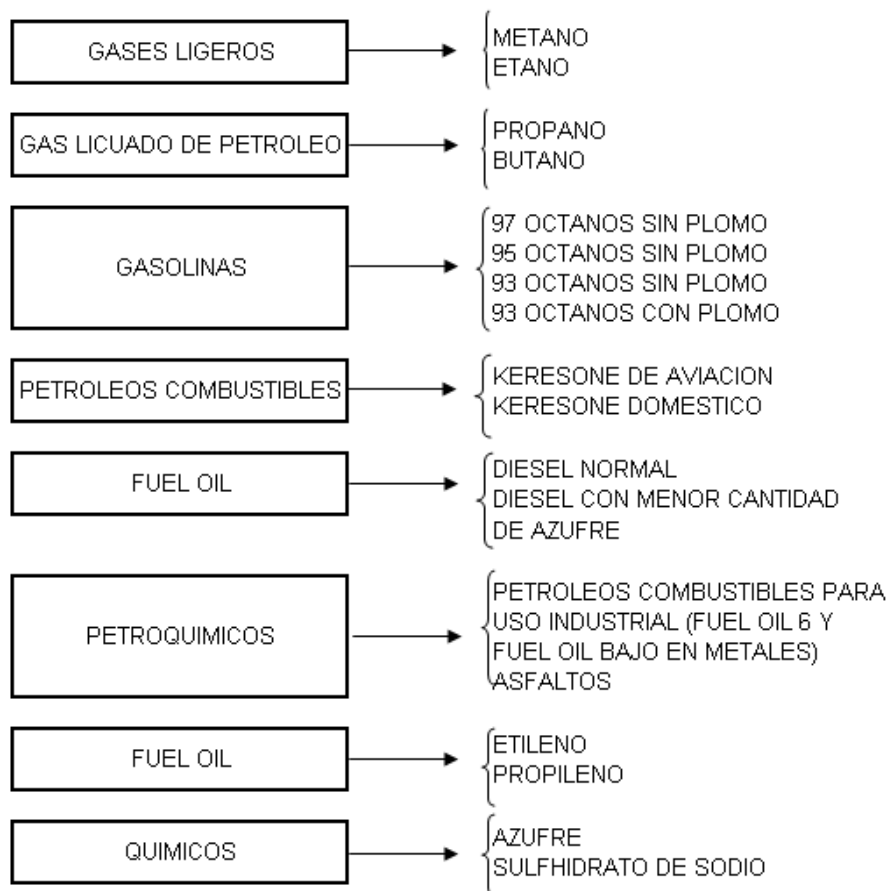 GASES LIGEROS
METANO
ETANO
GAS LICUADO DE PETROLEO
PROPANO
BUTANO
GASOLINAS
97 OCTANOS SIN PLOMO
95 OCTANOS SIN PLOMO
93 OCTANOS SIN PLOMO
93 OCTANOS CON PLOMO
PETROLEOS COMBUSTIBLES
KERESONE DE AVIACION
KERESONE DOMESTICO
FUEL OIL
DIESEL NORMAL
DIESEL CON MENOR CANTIDAD
DE AZUFRE
PETROQUIMICOS
PETROLEOS COMBUSTIBLES PARA
USO INDUSTRIAL (FUEL OIL 6 Y
FUEL OIL BAJO EN METALES)
ASFALTOS
FUEL OIL
ETILENO
PROPILENO
QUIMICOS
AZUFRE
SULFHIDRATO DE SODIO